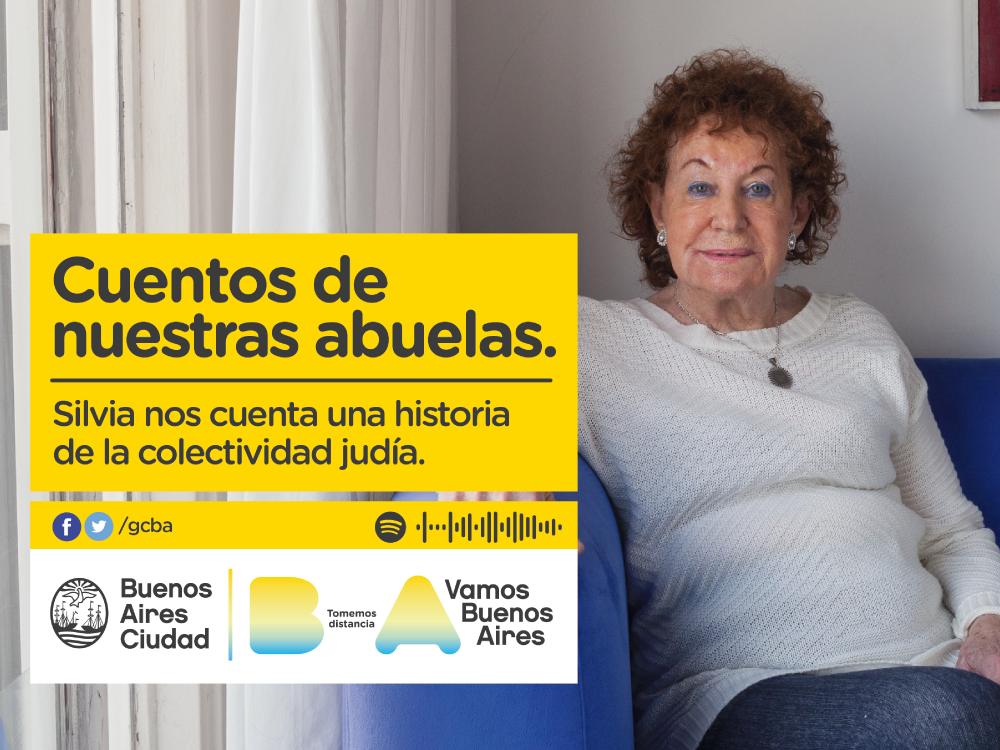 Cuentos de
nuestras abuelas.
Silvia nos cuenta una historia
de la colectividad judía.
/gcba
Buenos
Aires
Ciudad
BA
Tomemos
distancia
Vamos
Buenos
Aires